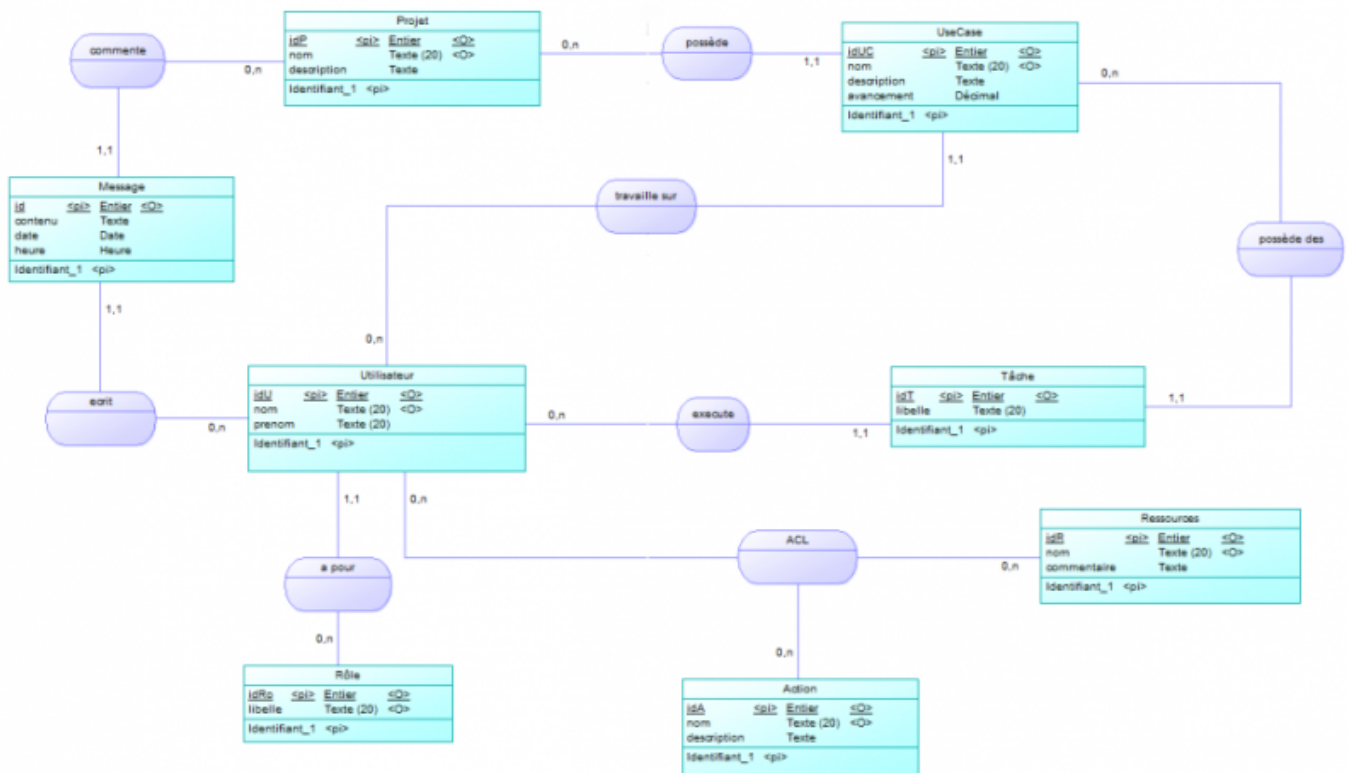 Projet
idP <pi> Entier <O>
nom Texte (20) <O>
description Texte
Identifiant_1 <pi>
commente
0,n
1,1
0,n
possède
1,1
UseCase
idUC <pi> Entier <O>
nom Texte (20) <O>
description Texte
avancement Décimal
Identifiant_1 <pi>
0,n
1,1
Message
id <pi> Entier <O>
contenu Texte
date Date
heure Heure
Identifiant_1 <pi>
1,1
travaille sur
0,n
possède des
1,1
ecrit
0,n
Utilisateur
idU <pi> Entier <O>
nom Texte (20) <O>
prenom Texte (20)
Identifiant_1 <pi>
0,n
execute
1,1
Tâche
idT <pi> Entier <O>
libelle Texte (20)
Identifiant_1 <pi>
1,1
0,n
a pour
0,n
ACL
0,n
0,n
Ressources
idR <pi> Entier <O>
nom Texte (20) <O>
commentaire Texte
Identifiant_1 <pi>
Rôle
idRo <pi> Entier <O>
libelle Texte (20) <O>
Identifiant_1 <pi>
Action
idA <pi> Entier <O>
nom Texte (20) <O>
description Texte
Identifiant_1 <pi>